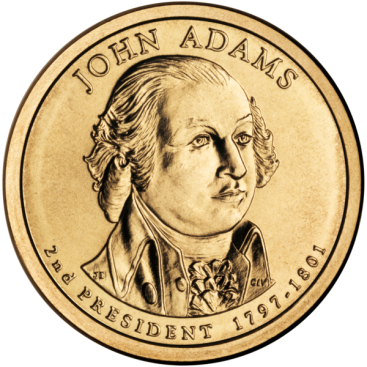 JOHN ADAMS
2nd PRESIDENT 1797-1801